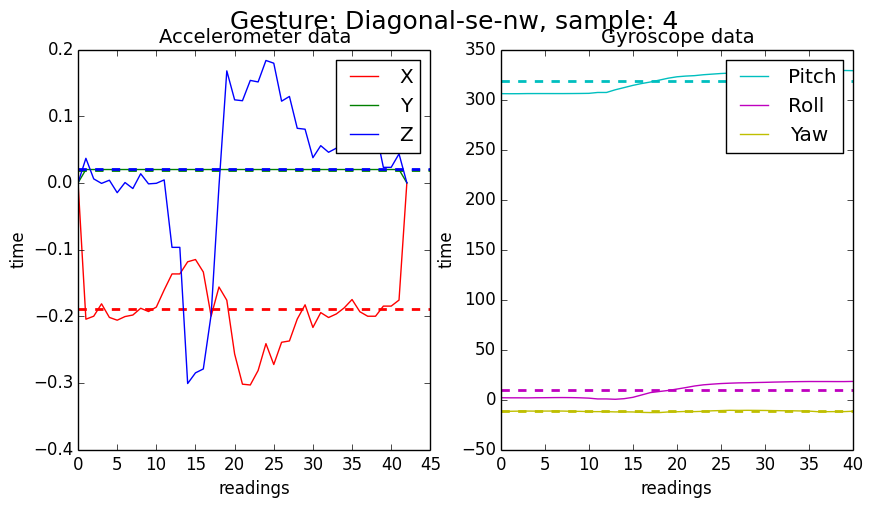 Gesture: Diagonal-se-nw, sample: 4
Accelerometer data
0.2
0.1
0.0
−0.1
−0.2
−0.3
−0.4
time
X
Y
Z
0 5 10 15 20 25 30 35 40 45
readings
Gyroscope data
350
300
250
200
150
100
50
0
−50
time
Pitch
Roll
Yaw
0 5 10 15 20 25 30 35 40
readings